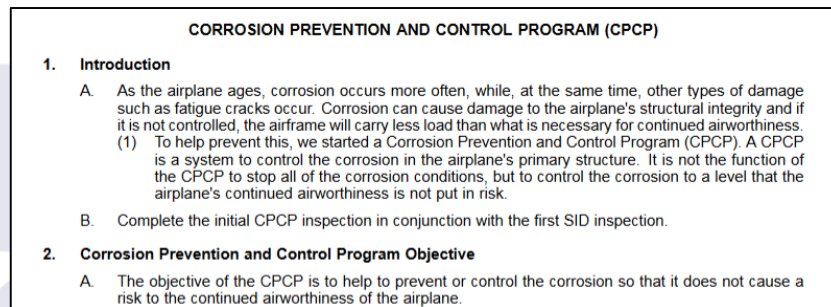 CORROSION PREVENTION AND CONTROL PROGRAM (CPCP)
1. Introduction
A. As the airplane ages, corrosion occurs more often, while, at the same time, other types of damage
such as fatigue cracks occur. Corrosion can cause damage to the airplane's structural integrity and if
it is not controlled, the airframe will carry less load than what is necessary for continued airworthiness.
(1) To help prevent this, we started a Corrosion Prevention and Control Program (CPCP). A CPCP
is a system to control the corrosion in the airplane's primary structure. It is not the function of
the CPCP to stop all of the corrosion conditions, but to control the corrosion to a level that the
airplane's continued airworthiness is not put in risk.
B. Complete the initial CPCP inspection in conjunction with the first SID inspection.
2. Corrosion Prevention and Control Program Objective
A. The objective of the CPCP is to help to prevent or control the corrosion so that it does not cause a
risk to the continued airworthiness of the airplane.